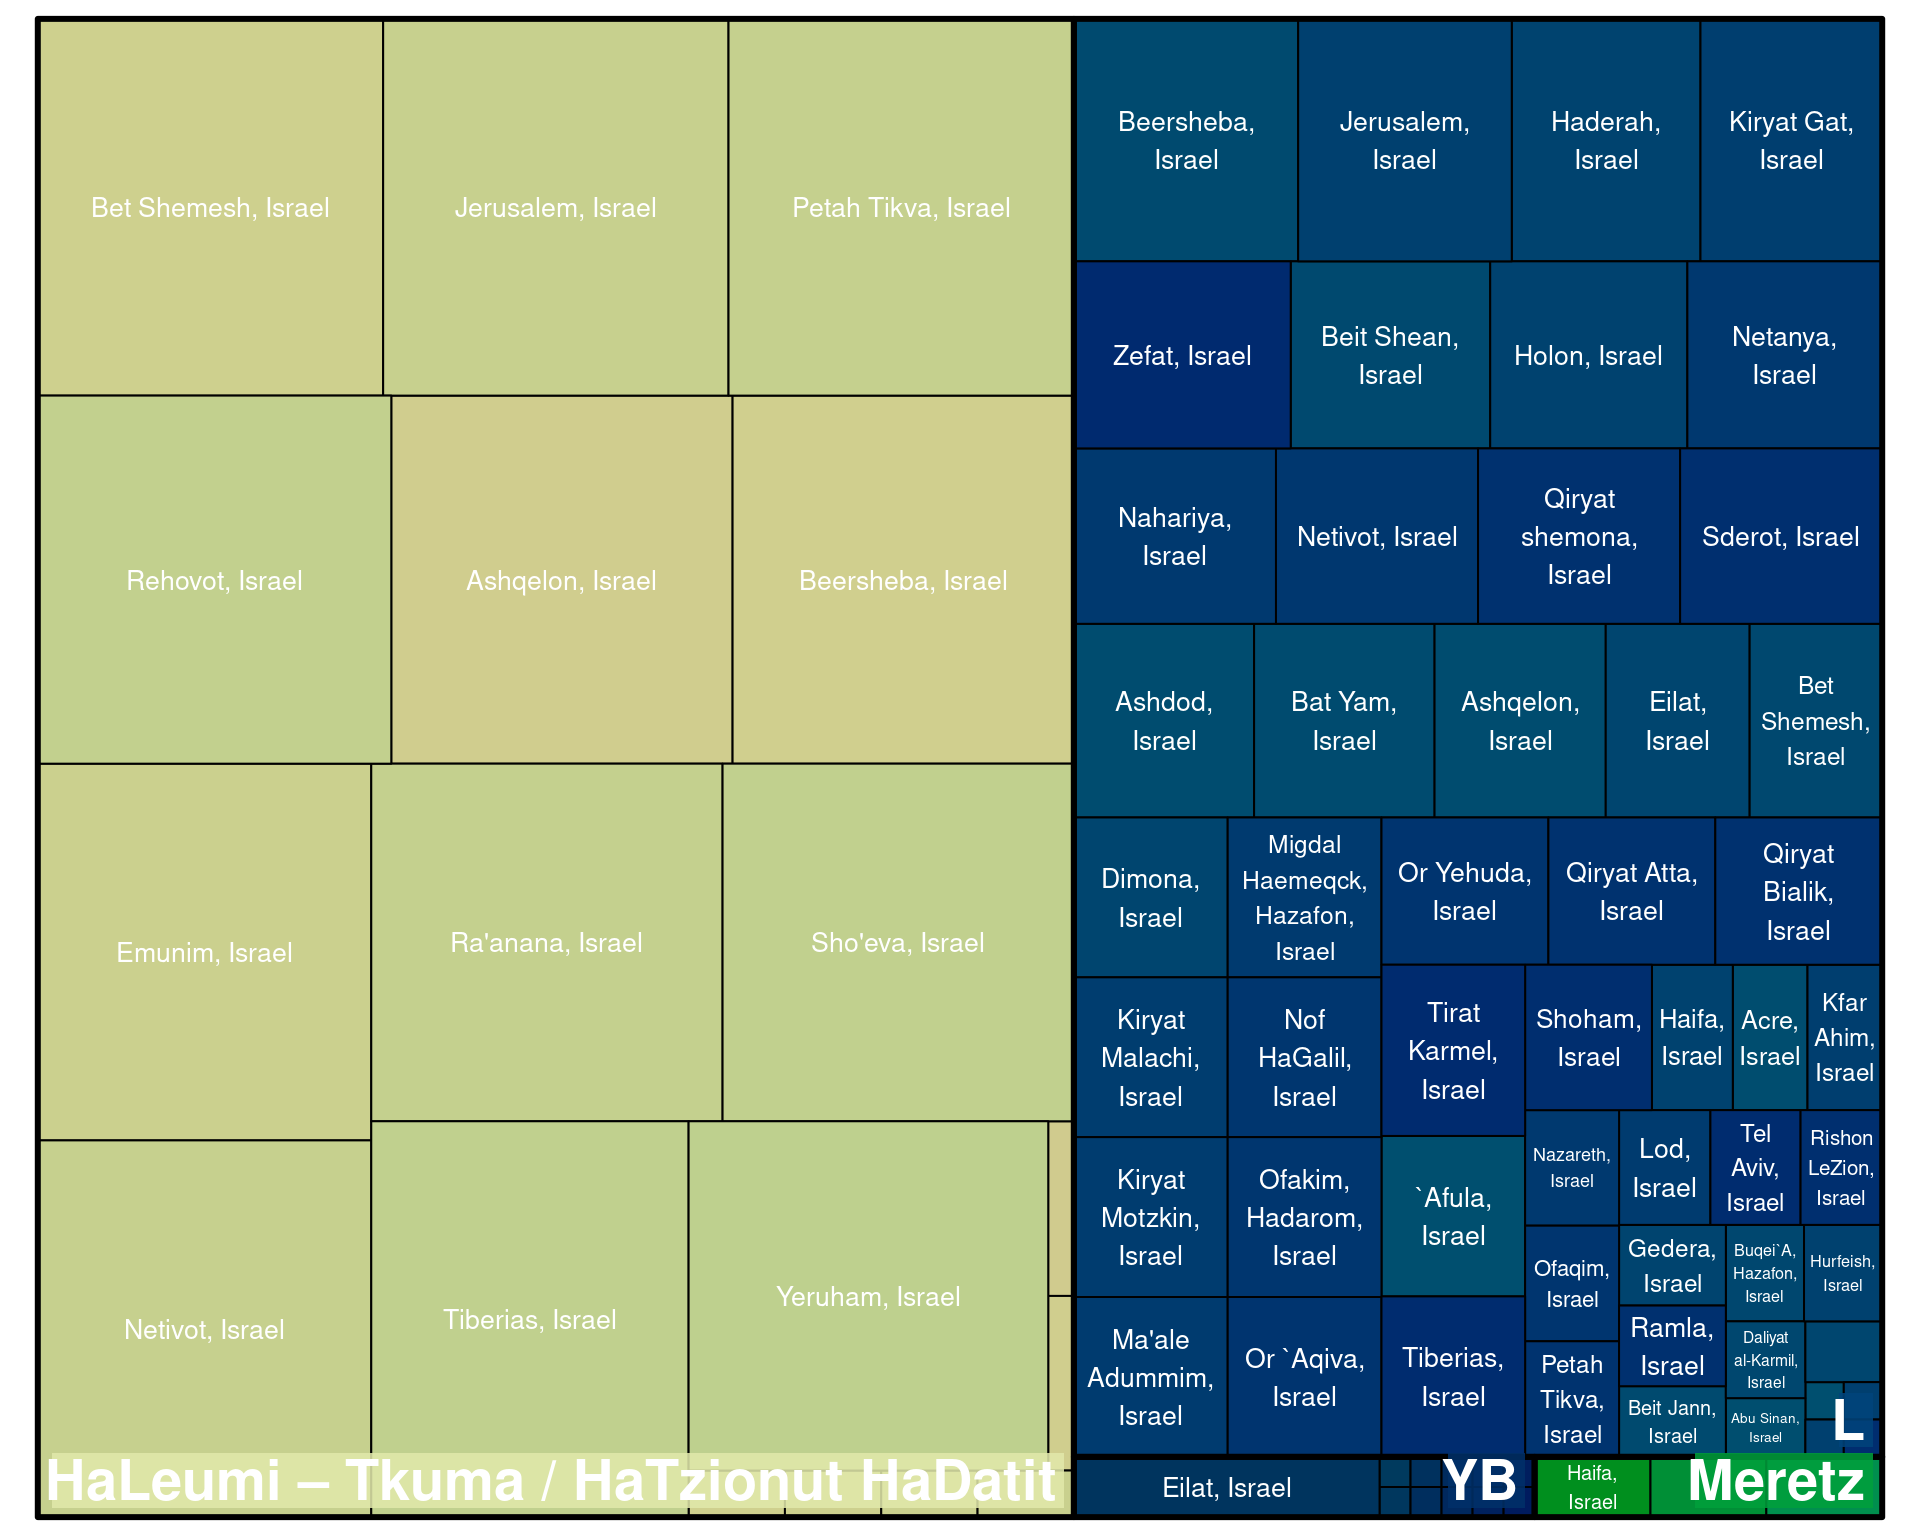 Bet Shemesh, Israel
Jerusalem, Israel
Petah Tikva, Israel
Rehovot, Israel
Ashqelon, Israel
Beersheba, Israel
Emunim, Israel
Ra'anana, Israel
Sho'eva, Israel
Netivot, Israel
Tiberias, Israel
Yeruham, Israel
HaLeumi – Tkuma / HaTzionut HaDatit
Beersheba,
Israel
Jerusalem,
Israel
Haderah,
Israel
Kiryat Gat,
Israel
Zefat, Israel
Beit Shean,
Israel
Holon, Israel
Netanya,
Israel
Nahariya,
Israel
Netivot, Israel
Qiryat
shemona,
Israel
Sderot, Israel
Ashdod,
Israel
Bat Yam,
Israel
Ashqelon,
Israel
Eilat,
Israel
Bet
Shemesh,
Israel
Dimona,
Israel
Migdal
Haemeqck,
Hazafon,
Israel
Or Yehuda,
Israel
Qiryat Atta,
Israel
Qiryat
Bialik,
Israel
Kiryat
Malachi,
Israel
Nof
HaGalil,
Israel
Tirat
Karmel,
Israel
Shoham,
Israel
Haifa,
Israel
Acre,
Israel
Kfar
Ahim,
Israel
Kiryat
Motzkin,
Israel
Ofakim,
Hadarom,
Israel
`Afula,
Israel
Nazareth,
Israel
Lod,
Israel
Tel
Aviv,
Israel
Rishon
LeZion,
Israel
Ofaqim,
Israel
Gedera,
Israel
Buqei`A,
Hazafon,
Israel
Hurfeish,
Israel
Ma'ale
Adummim,
Israel
Or `Aqiva,
Israel
Tiberias,
Israel
Petah
Tikva,
Israel
Ramla,
Israel
Daliyat
al-Karmil,
Israel
Beit Jann,
Israel
Abu Sinan,
Israel
L
Eilat, Israel
YB
Haifa,
Israel
Meretz